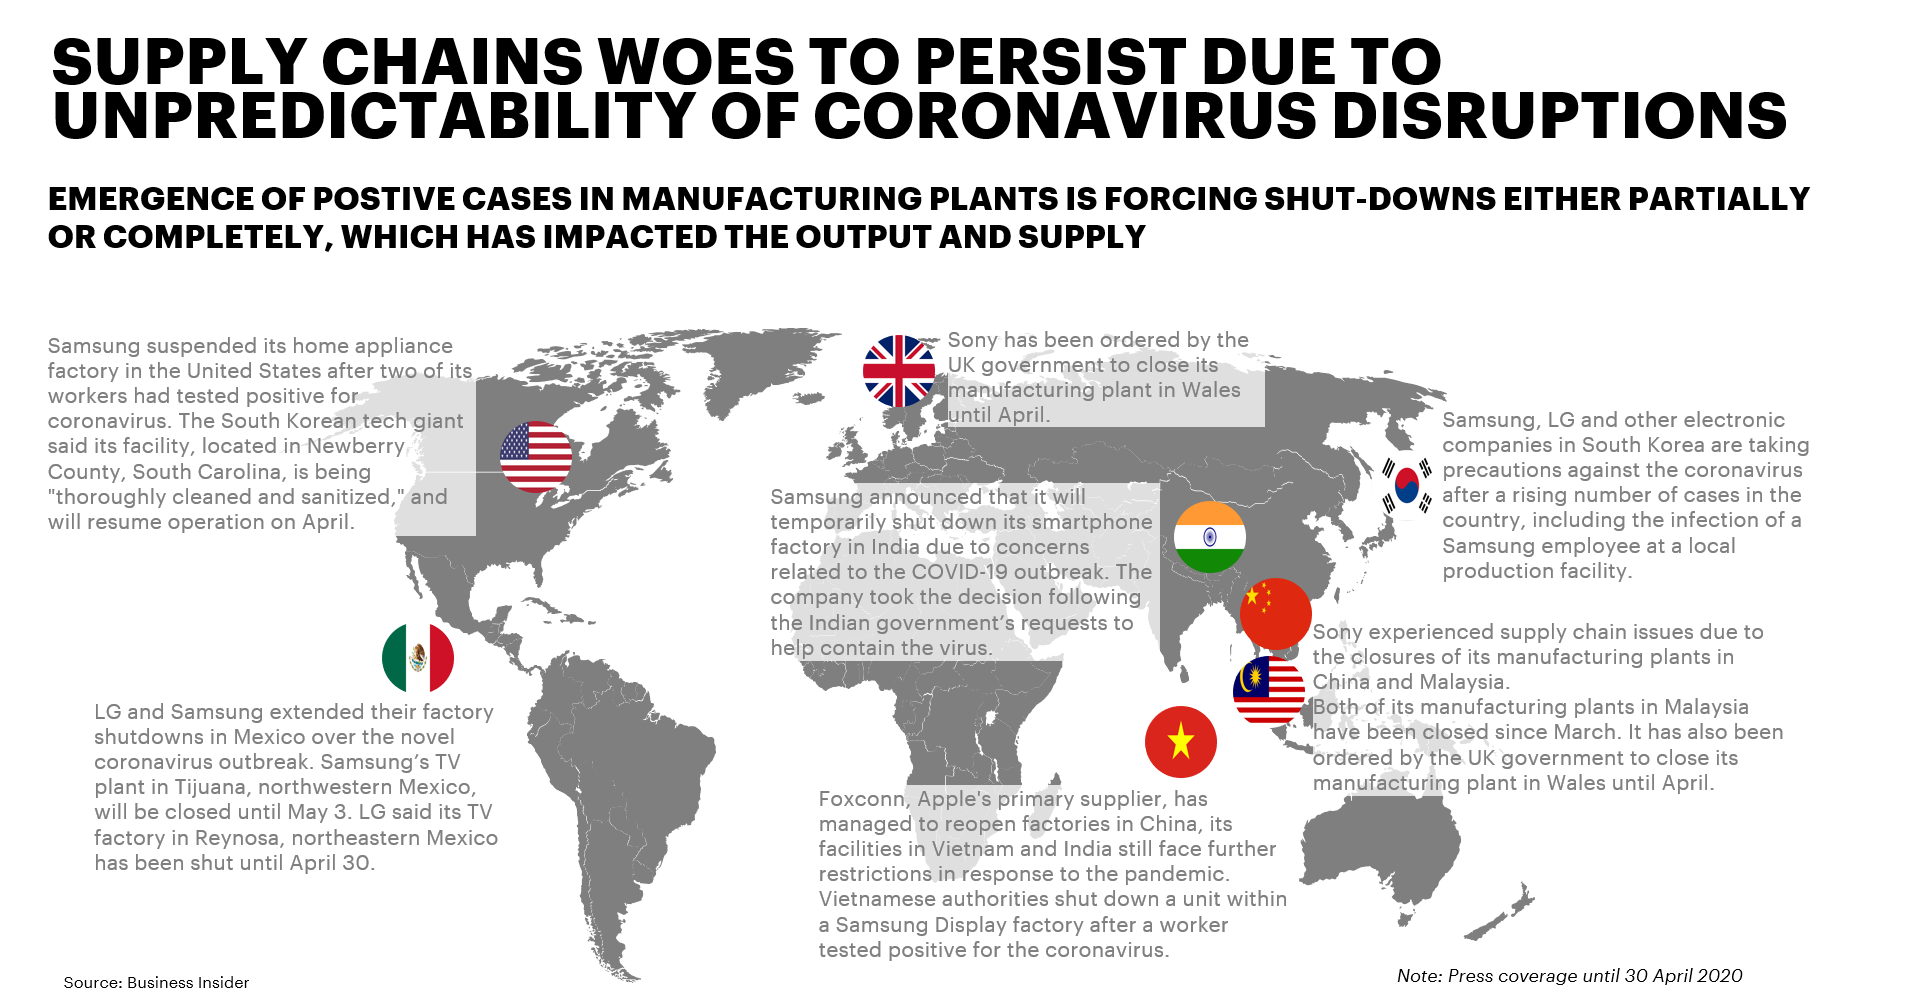 SUPPLY CHAINS WOES TO PERSIST DUE TO
UNPREDICTABILITY OF CORONAVIRUS DISRUPTIONS
EMERGENCE OF POSTIVE CASES IN MANUFACTURING PLANTS IS FORCING SHUT-DOWNS EITHER PARTIALLY
OR COMPLETELY, WHICH HAS IMPACTED THE OUTPUT AND SUPPLY
Samsung suspended its home appliance
factory in the United States after two of its
workers had tested positive for
coronavirus. The South Korean tech giant
said its facility, located in Newberry
County, South Carolina, is being
"thoroughly cleaned and sanitized," and
will resume operation on April.
Sony has been ordered by the
UK government to close its
manufacturing plant in Wales
until April.
Samsung, LG and other electronic
companies in South Korea are taking
precautions against the coronavirus
after a rising number of cases in the
country, including the infection of a
Samsung employee at a local
production facility.
Samsung announced that it will
temporarily shut down its smartphone
factory in India due to concerns
related to the COVID-19 outbreak. The
company took the decision following
the Indian government’s requests to
help contain the virus.
Sony experienced supply chain issues due to
the closures of its manufacturing plants in
China and Malaysia.
Both of its manufacturing plants in Malaysia
have been closed since March. It has also been
ordered by the UK government to close its
manufacturing plant in Wales until April.
LG and Samsung extended their factory
shutdowns in Mexico over the novel
coronavirus outbreak. Samsung’s TV
plant in Tijuana, northwestern Mexico,
will be closed until May 3. LG said its TV
factory in Reynosa, northeastern Mexico
has been shut until April 30.
Foxconn, Apple's primary supplier, has
managed to reopen factories in China, its
facilities in Vietnam and India still face further
restrictions in response to the pandemic.
Vietnamese authorities shut down a unit within
a Samsung Display factory after a worker
tested positive for the coronavirus.
Source: Business Insider
Note: Press coverage until 30 April 2020